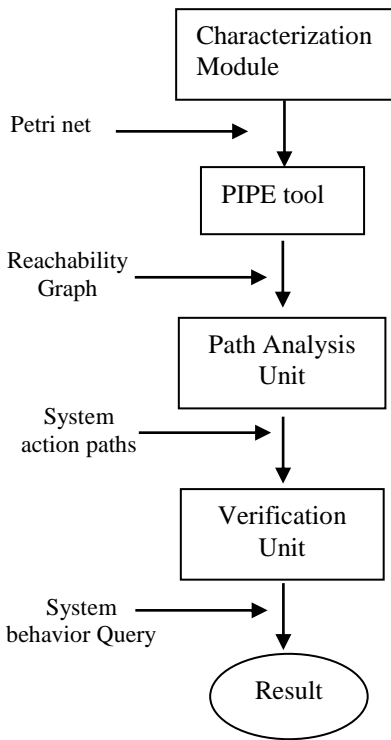 Characterization
Module
Petri net
PIPE tool
Reachability
Graph
Path Analysis
Unit
System
action paths
Verification
Unit
System
behavior Query
Result